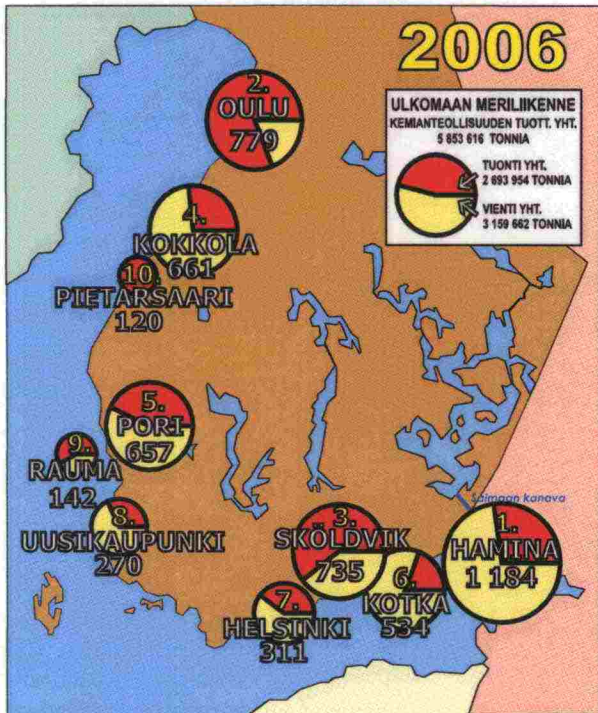 2006
ULKOMAAN MERILIIKENNE
KEMIANTEOLLISUUDEN TUOTT. YHT.
5 853 616 TONNIA
TUONTI YHT.
2 693 954 TONNIA
VIENTI YHT.
3 159 662 TONNIA
2.
OULU
779
4.
KOKKOLA
661
10.
PIETARSAARI
120
5.
PORI
657
9.
RAUMA
142
8.
UUSIKAUPUNKI
270
Saimaan kanava
3.
SKÖLDVIK
735
1.
HAMINA
1 184
6.
KOTKA
534
7.
HELSINKI
311